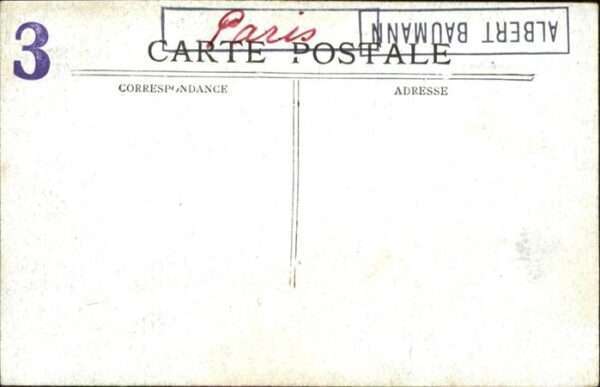 3
Paris
ALBERT BAUMANN
CARTE POSTALE
CORRESPONDANCE
ADRESSE